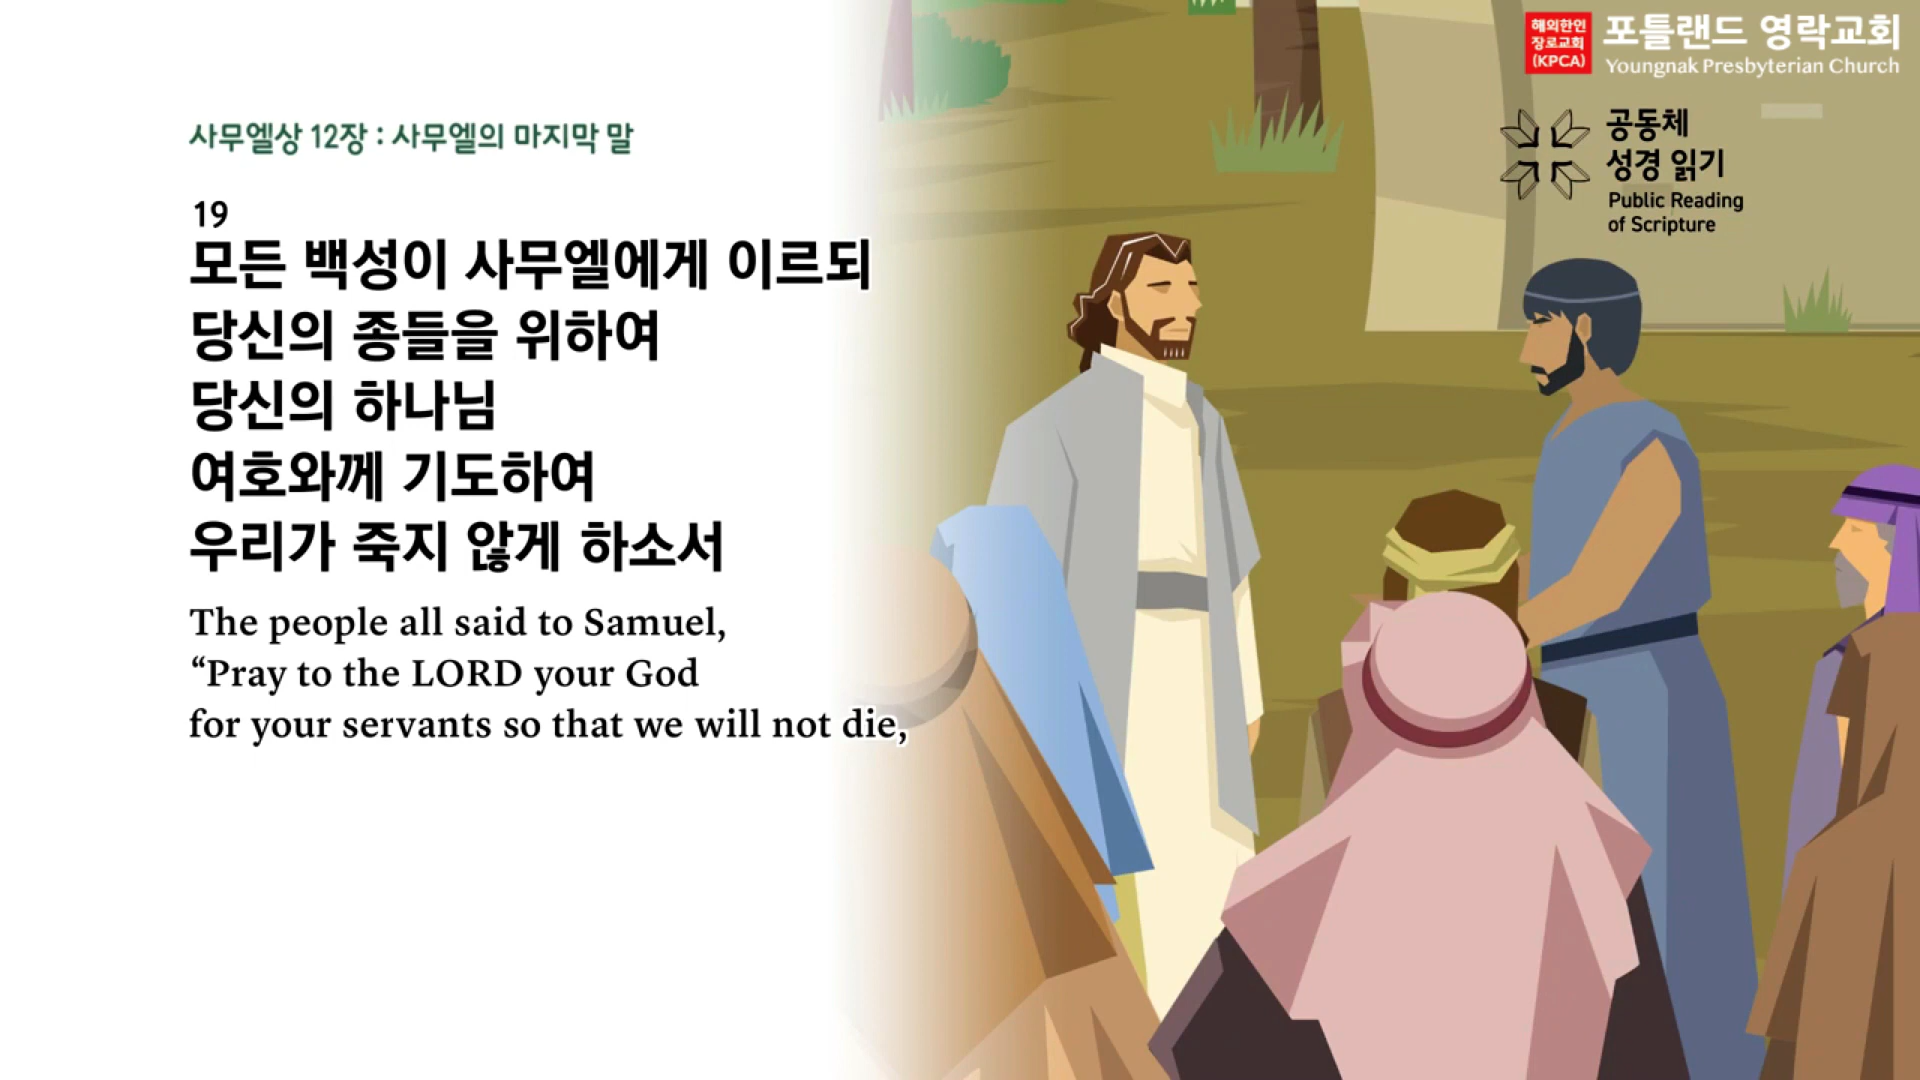 해외한인
장로교회
(KPCA)
포틀랜드 영락교회
Youngnak Presbyterian Church
공동체
성경 읽기
Public Reading
of Scripture
사무엘상 12장 : 사무엘의 마지막 말
19
모든 백성이 사무엘에게 이르되
당신의 종들을 위하여
당신의 하나님
여호와께 기도하여
우리가 죽지 않게 하소서
The people all said to Samuel,
“Pray to the LORD your God
for your servants so that we will not die,